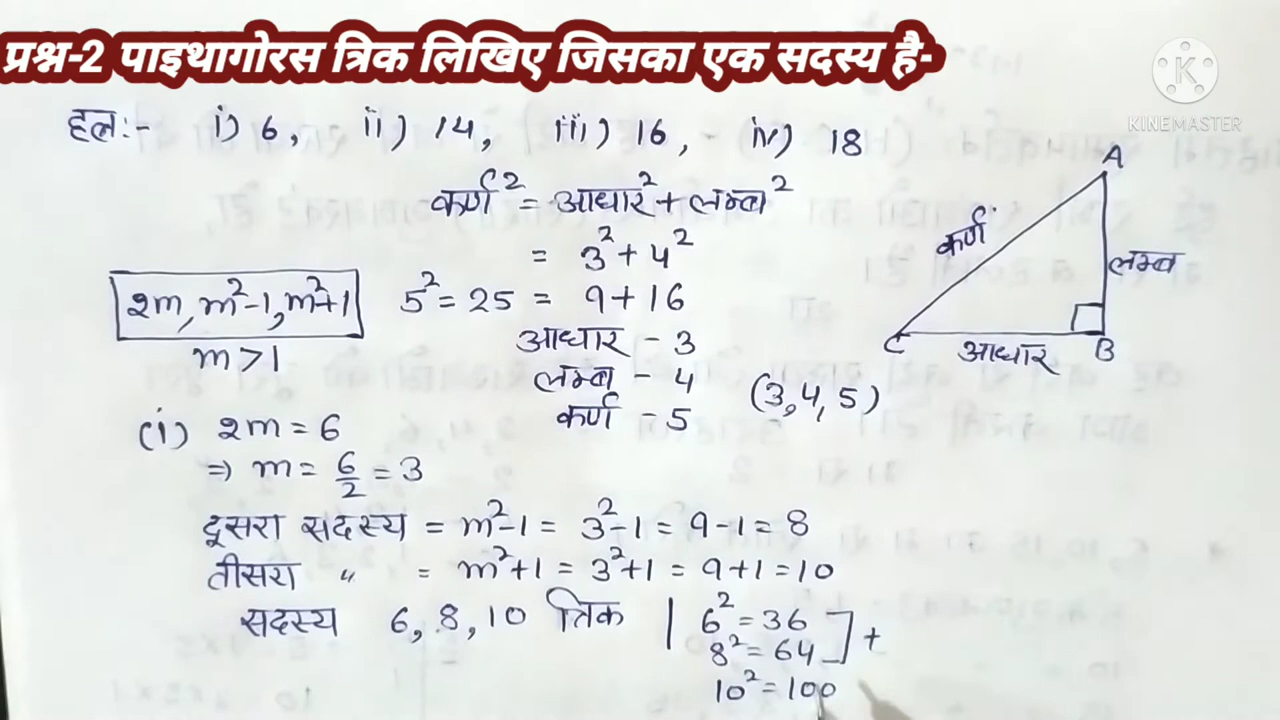 प्रश्न-2 पाइथागोरस त्रिक लिखिए जिसका एक सदस्य है-
KINEMASTER
हल:- i) 6, ii) 14, iii) 16, iv) 18
कर्ण² = आधार² + लम्ब²
= 3² + 4²
5² = 25 = 9 + 16
2m, m²-1, m²+1
m > 1
आधार - 3
लम्ब - 4
कर्ण - 5
(3, 4, 5)
A
कर्ण
लम्ब
C आधार B
(i) 2m = 6
⇒ m = 6/2 = 3
दूसरा सदस्य = m²-1 = 3²-1 = 9-1 = 8
तीसरा " = m²+1 = 3²+1 = 9+1 = 10
सदस्य 6, 8, 10 त्रिक | 6² = 36
8² = 64 ] +
10² = 100